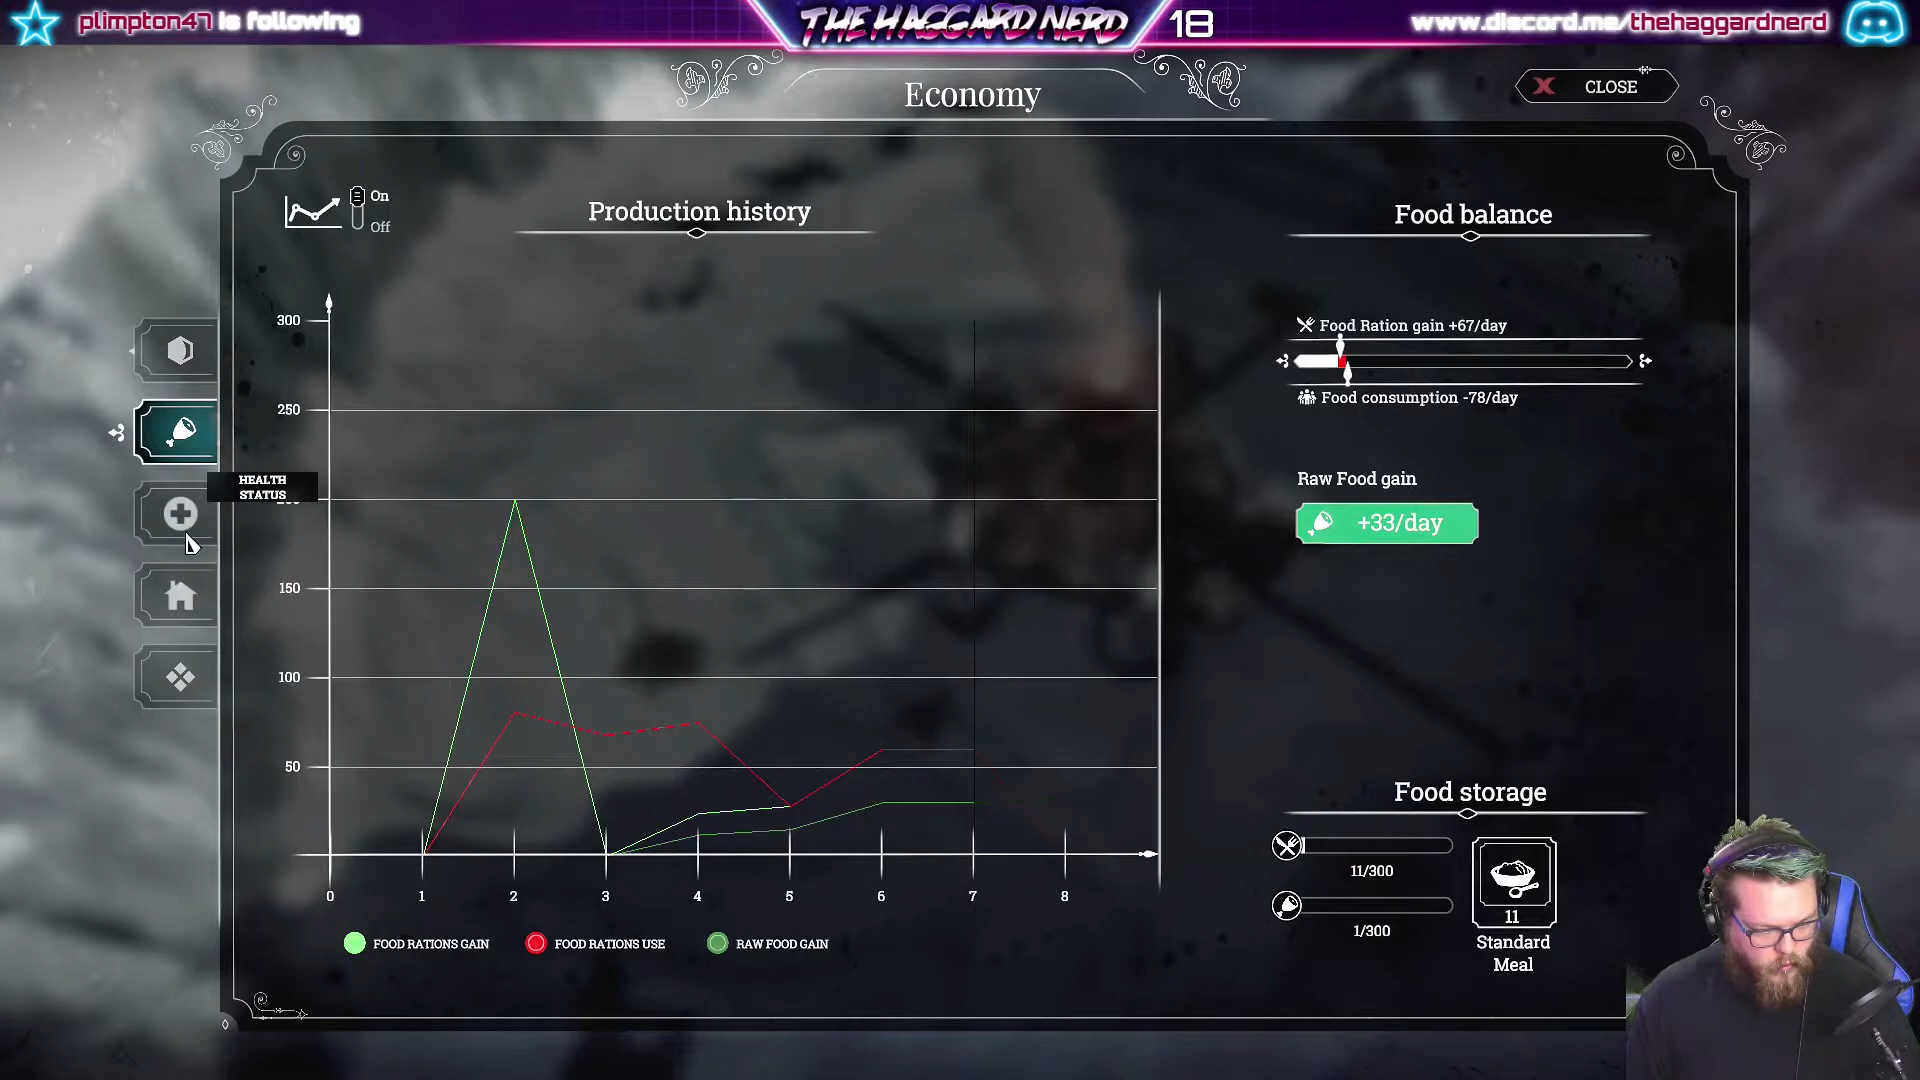 plimpton47 is following
THE HAGGARD NERD
18
www.discord.me/thehaggardnerd
Economy
CLOSE
On
Off
Production history
Food balance
300
250
150
100
50
0 1 2 3 4 5 6 7 8
FOOD RATIONS GAIN
FOOD RATIONS USE
RAW FOOD GAIN
HEALTH
STATUS
Food Ration gain +67/day
Food consumption -78/day
Raw Food gain
+33/day
Food storage
11/300
1/300
11
Standard
Meal